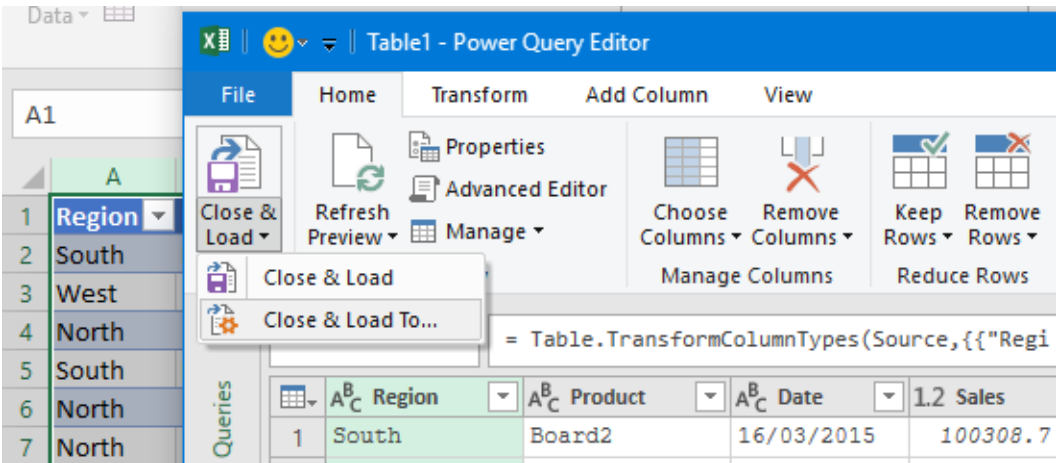 Data
Table1 - Power Query Editor
File Home Transform Add Column View
A1
Properties
Advanced Editor
Manage
Close & Load
Refresh Preview
Choose Columns
Remove Columns
Keep Rows
Remove Rows
Manage Columns
Reduce Rows
Close & Load
Close & Load To...
= Table.TransformColumnTypes(Source,{{"Regi
A
1 Region
2 South
3 West
4 North
5 South
6 North
7 North
Queries
ABC Region ABC Product ABC Date 1.2 Sales
1 South Board2 16/03/2015 100308.7